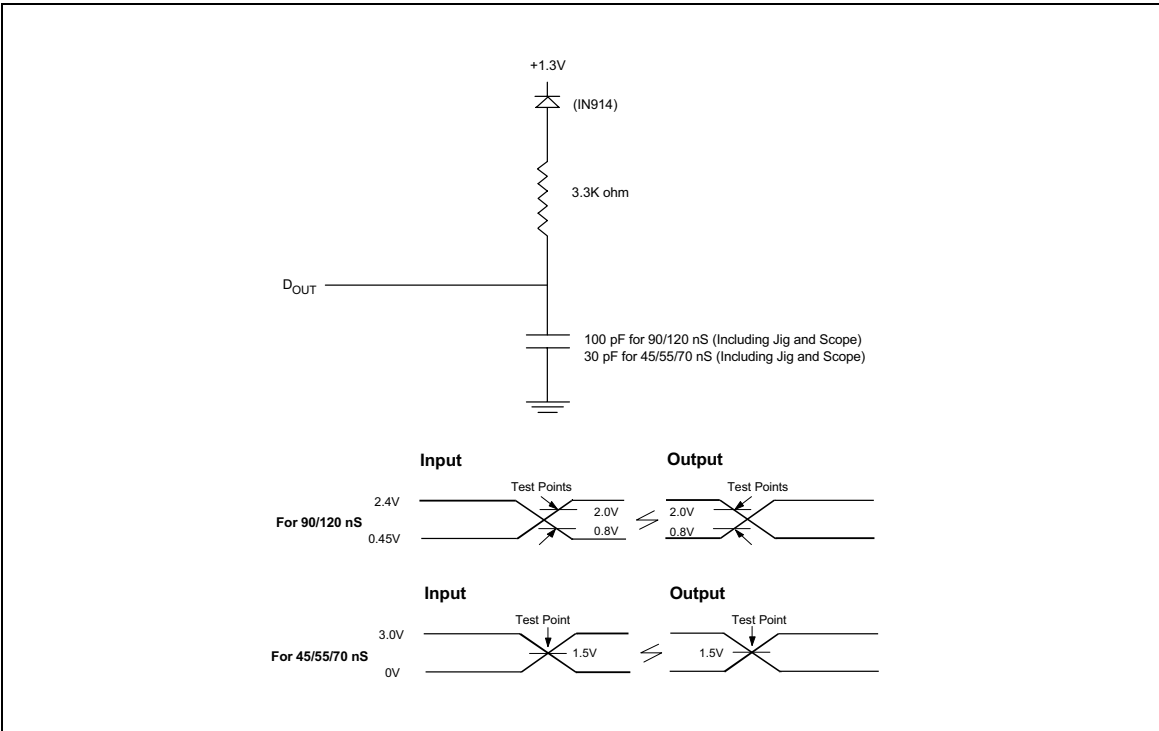 +1.3V
(IN914)
3.3K ohm
DOUT
100 pF for 90/120 nS (Including Jig and Scope)
30 pF for 45/55/70 nS (Including Jig and Scope)
Input Output
Test Points Test Points
2.4V
2.0V 2.0V
For 90/120 nS
0.8V 0.8V
0.45V
Input Output
Test Point Test Point
3.0V
1.5V 1.5V
For 45/55/70 nS
0V